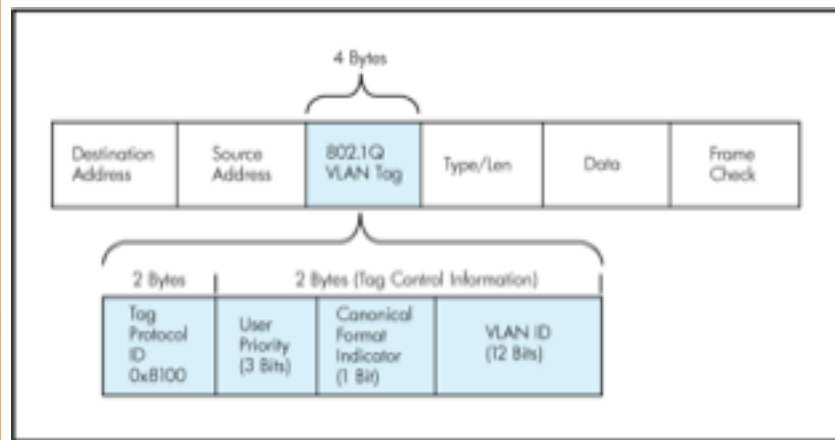 4 Bytes
Destination
Address
Source
Address
802.1Q
VLAN Tag
Type/Len
Data
Frame
Check
2 Bytes
2 Bytes (Tag Control Information)
Tag
Protocol
ID
0x8100
User
Priority
(3 Bits)
Canonical
Format
Indicator
(1 Bit)
VLAN ID
(12 Bits)